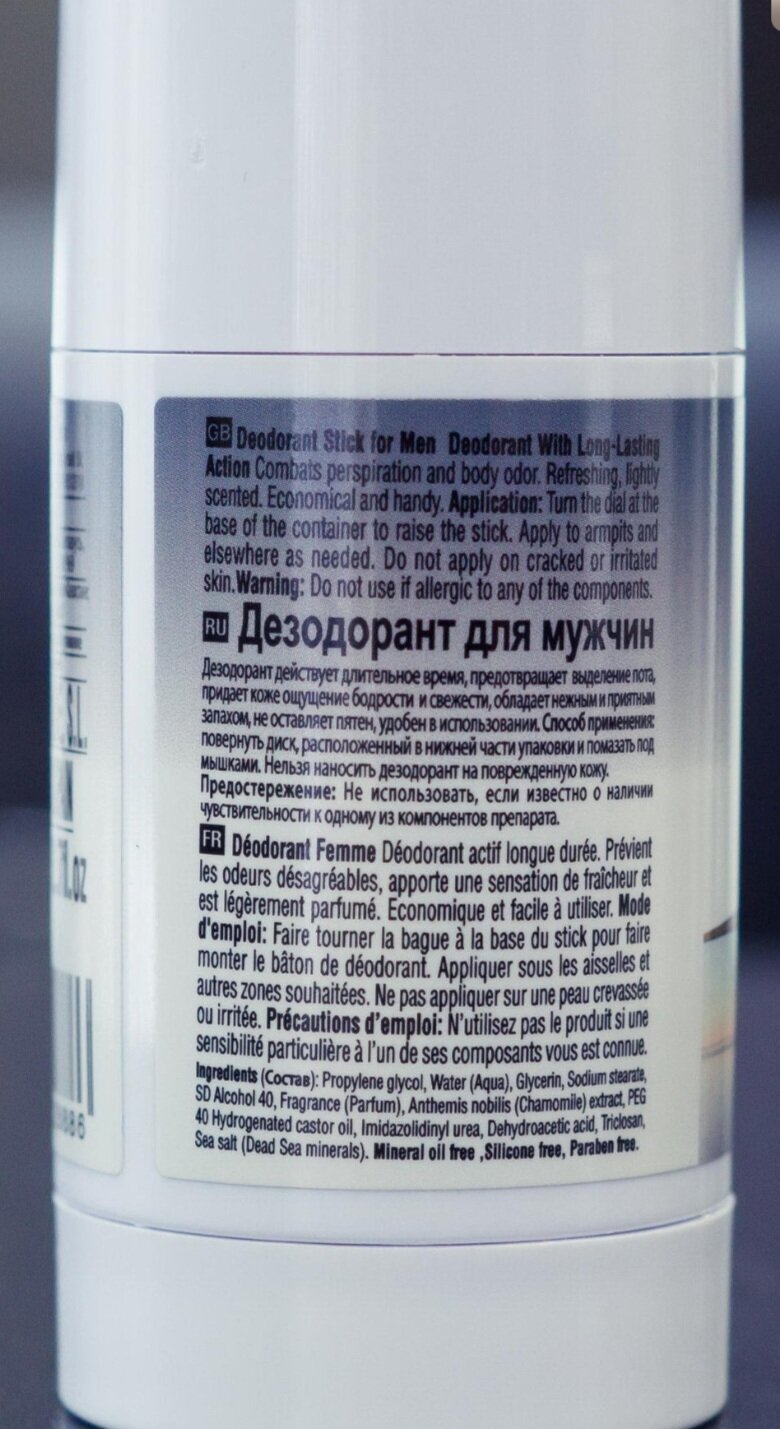 GB Deodorant Stick for Men Deodorant With Long-Lasting
Action Combats perspiration and body odor. Refreshing, lightly
scented. Economical and handy. Application: Turn the dial at the
base of the container to raise the stick. Apply to armpits and
elsewhere as needed. Do not apply on cracked or irritated
skin.Warning: Do not use if allergic to any of the components.
RU Дезодорант для мужчин
Дезодорант действует длительное время, предотвращает выделение пота,
придает коже ощущение бодрости и свежести, обладает нежным и приятным
запахом, не оставляет пятен, удобен в использовании. Способ применения:
повернуть диск, расположенный в нижней части упаковки и помазать под
мышками. Нельзя наносить дезодорант на поврежденную кожу.
Предостережение: Не использовать, если известно о наличии
чувствительности к одному из компонентов препарата.
FR Déodorant Femme Déodorant actif longue durée. Prévient
les odeurs désagréables, apporte une sensation de fraîcheur et
est légèrement parfumé. Economique et facile à utiliser. Mode
d'emploi: Faire tourner la bague à la base du stick pour faire
monter le bâton de déodorant. Appliquer sous les aisselles et
autres zones souhaitées. Ne pas appliquer sur une peau crevassée
ou irritée. Précautions d'emploi: N'utilisez pas le produit si une
sensibilité particulière à l'un de ses composants vous est connue.
Ingredients (Состав): Propylene glycol, Water (Aqua), Glycerin, Sodium stearate,
SD Alcohol 40, Fragrance (Parfum), Anthemis nobilis (Chamomile) extract, PEG
40 Hydrogenated castor oil, Imidazolidinyl urea, Dehydroacetic acid, Triclosan,
Sea salt (Dead Sea minerals). Mineral oil free ,Silicone free, Paraben free.
S.L.
N
fl.oz
886